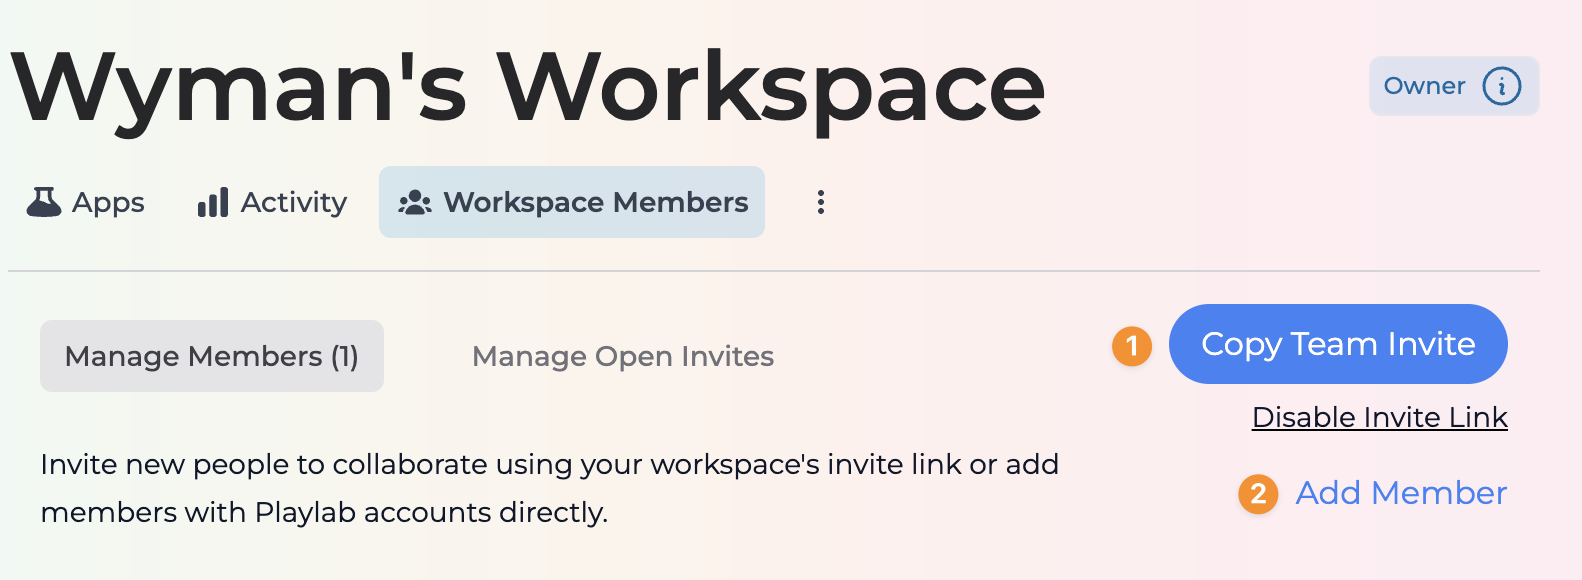 Wyman's Workspace
Owner i
Apps Activity Workspace Members
Manage Members (1) Manage Open Invites
1 Copy Team Invite
Disable Invite Link
Invite new people to collaborate using your workspace's invite link or add
members with Playlab accounts directly.
2 Add Member